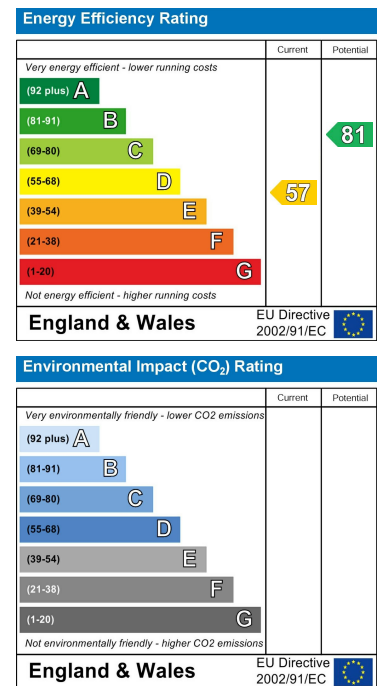 Energy Efficiency Rating
Current Potential
Very energy efficient - lower running costs
(92 plus) A
(81-91) B
81
(69-80) C
(55-68) D
57
(39-54) E
(21-38) F
(1-20) G
Not energy efficient - higher running costs
England & Wales
EU Directive
2002/91/EC
Environmental Impact (CO₂) Rating
Current Potential
Very environmentally friendly - lower CO2 emissions
(92 plus) A
(81-91) B
(69-80) C
(55-68) D
(39-54) E
(21-38) F
(1-20) G
Not environmentally friendly - higher CO2 emissions
England & Wales
EU Directive
2002/91/EC